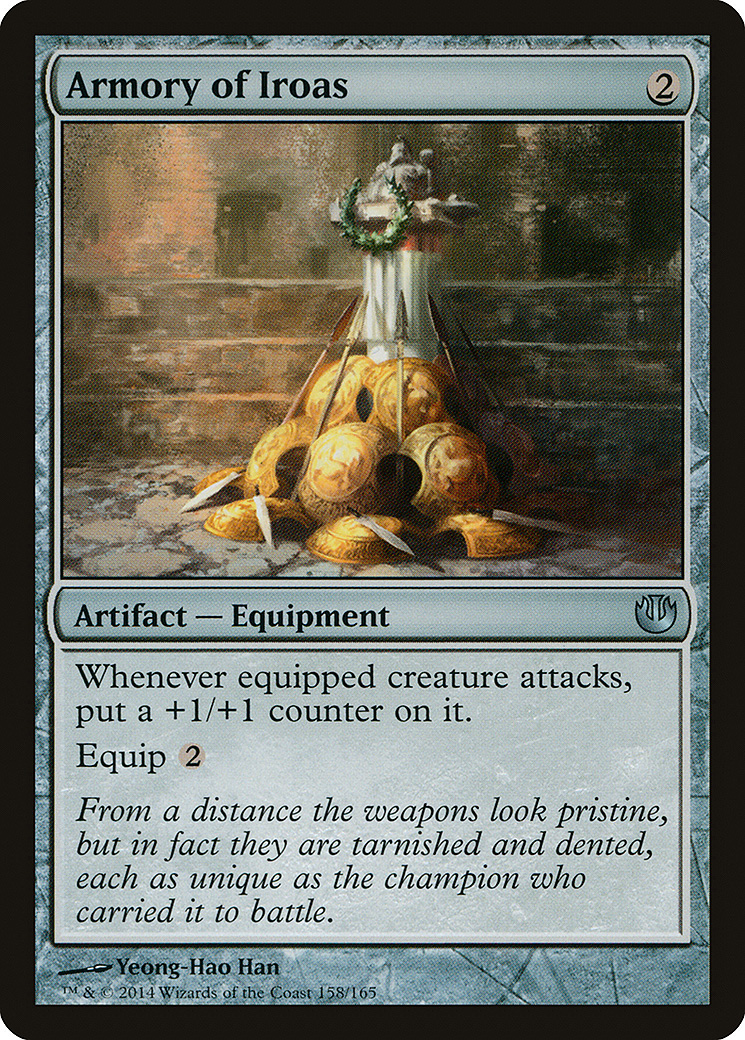 Armory of Iroas
2
Artifact — Equipment
Whenever equipped creature attacks,
put a +1/+1 counter on it.
Equip 2
From a distance the weapons look pristine,
but in fact they are tarnished and dented,
each as unique as the champion who
carried it to battle.
Yeong-Hao Han
™ & © 2014 Wizards of the Coast 158/165